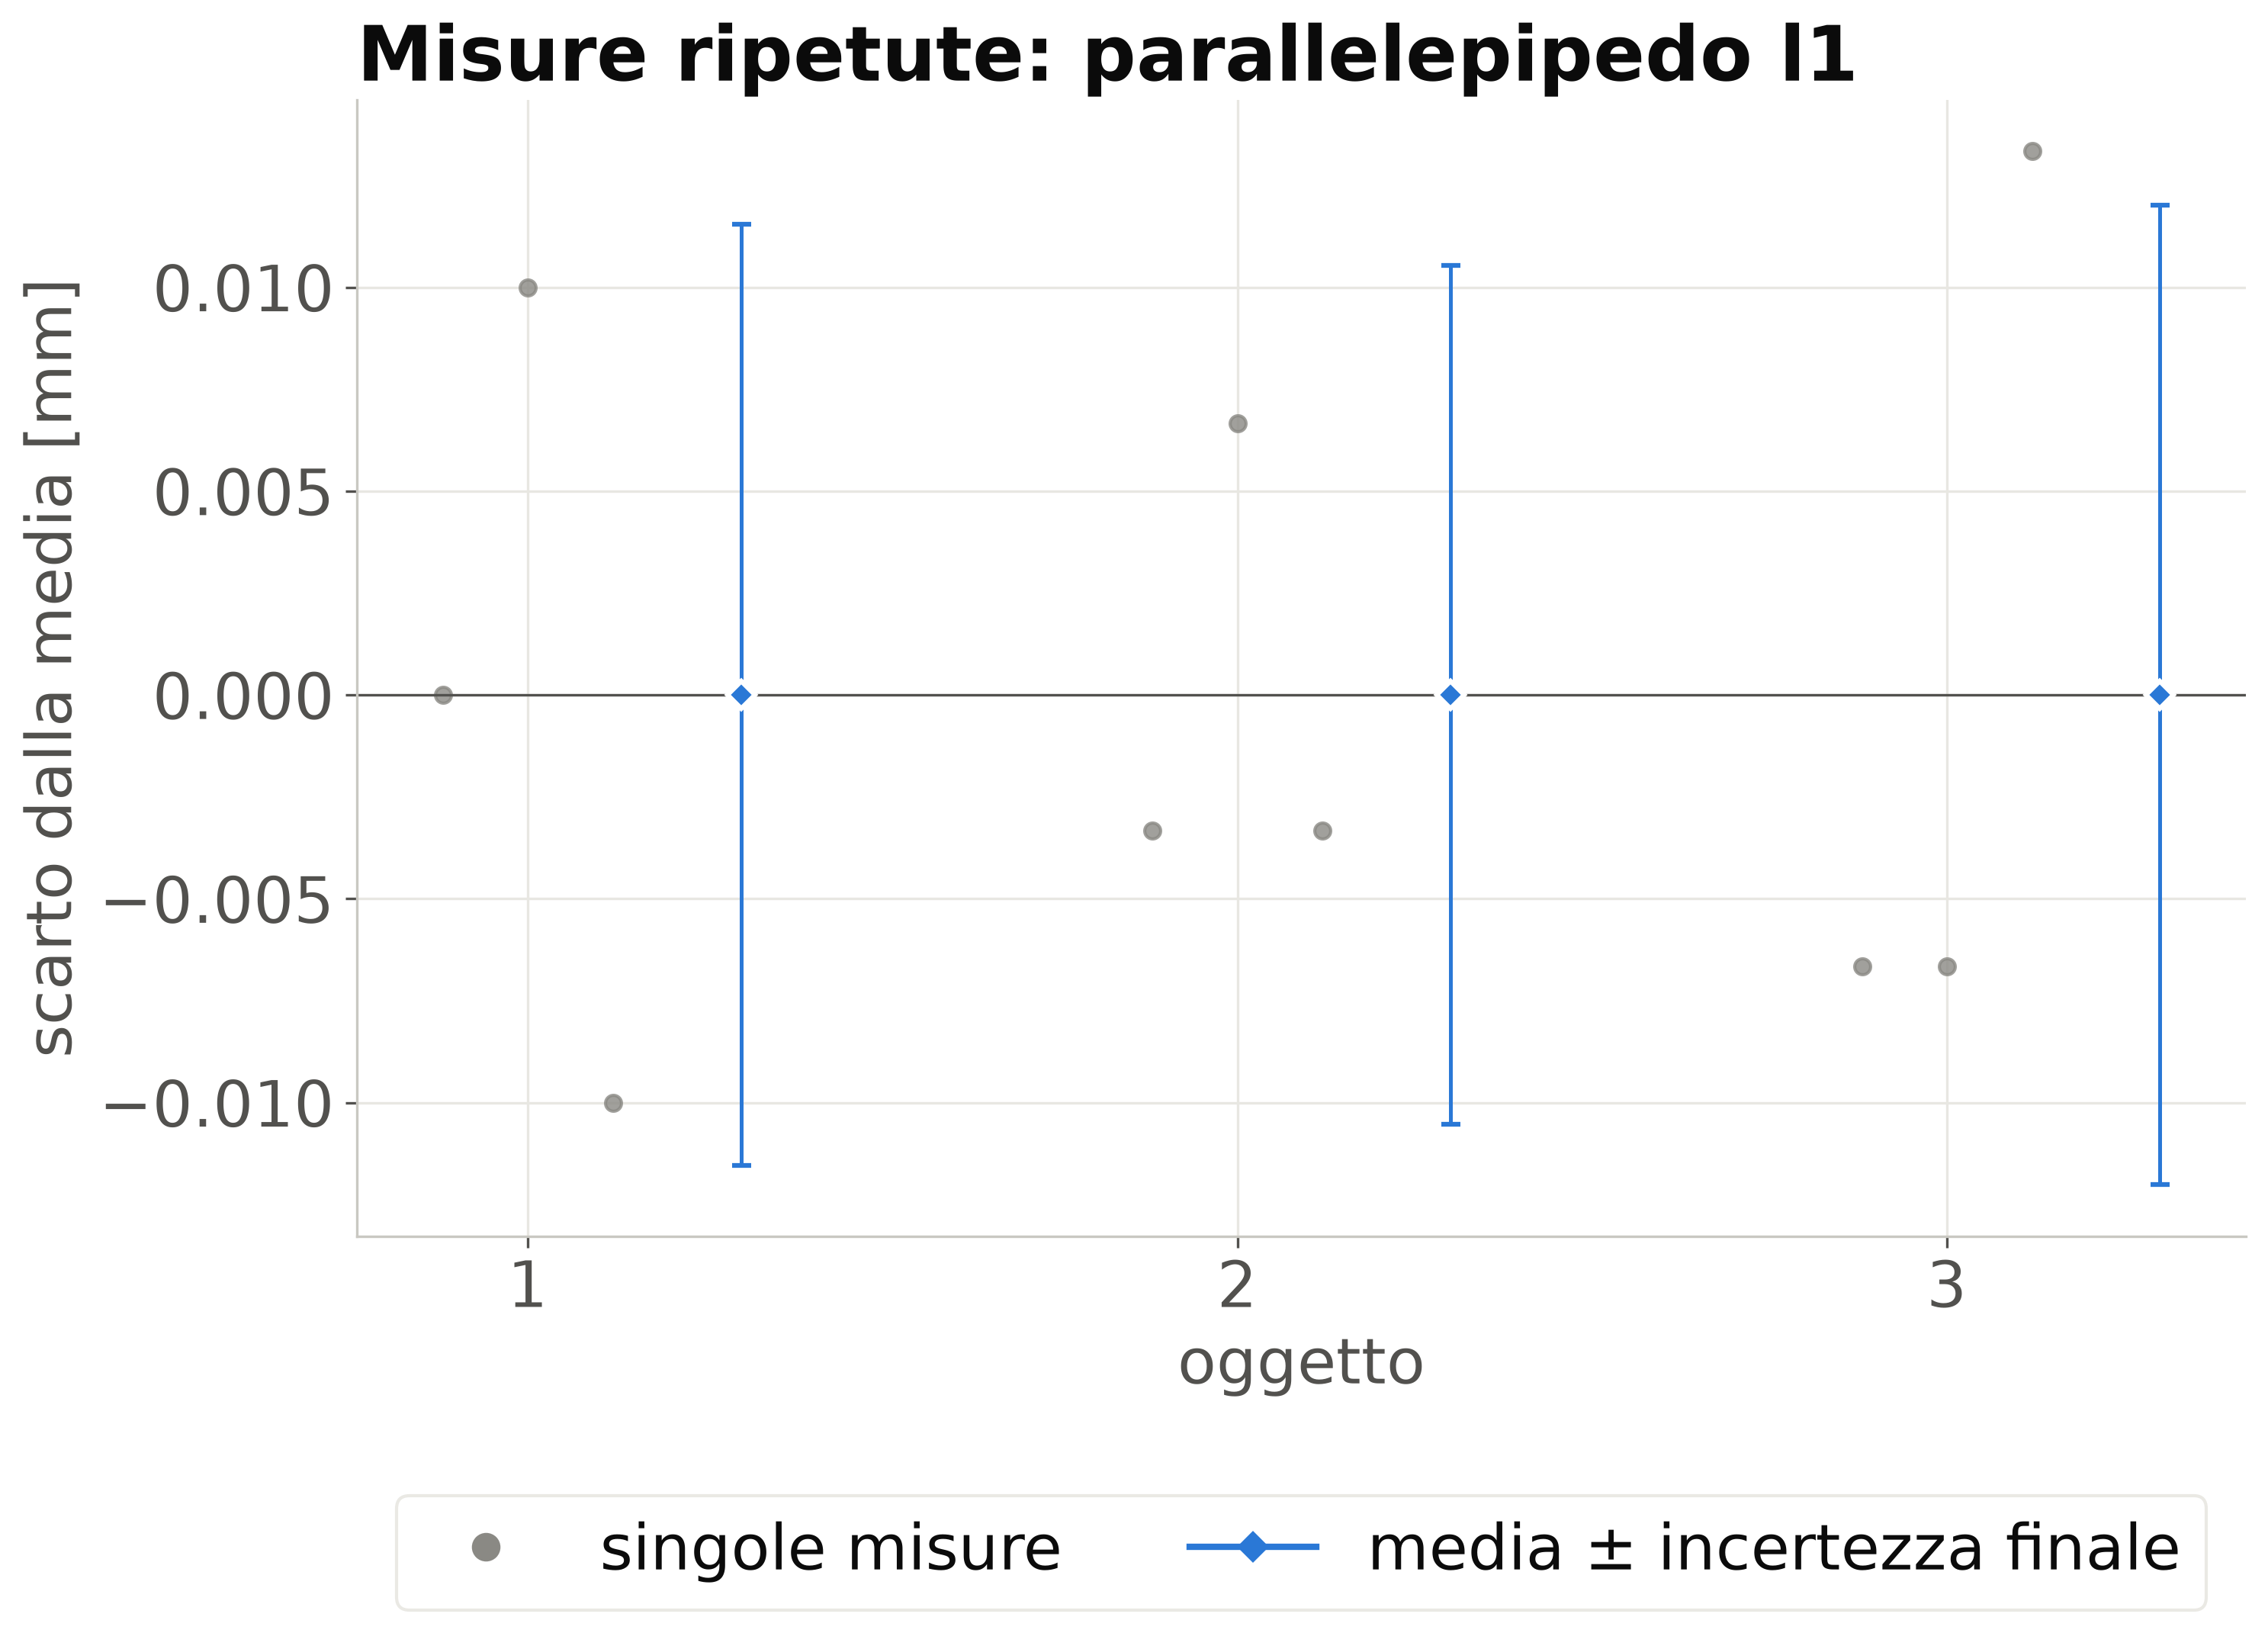 Misure ripetute: parallelepipedo l1
scarto dalla media [mm]
0.010
0.005
0.000
−0.005
−0.010
1 2 3
oggetto
singole misure media ± incertezza finale